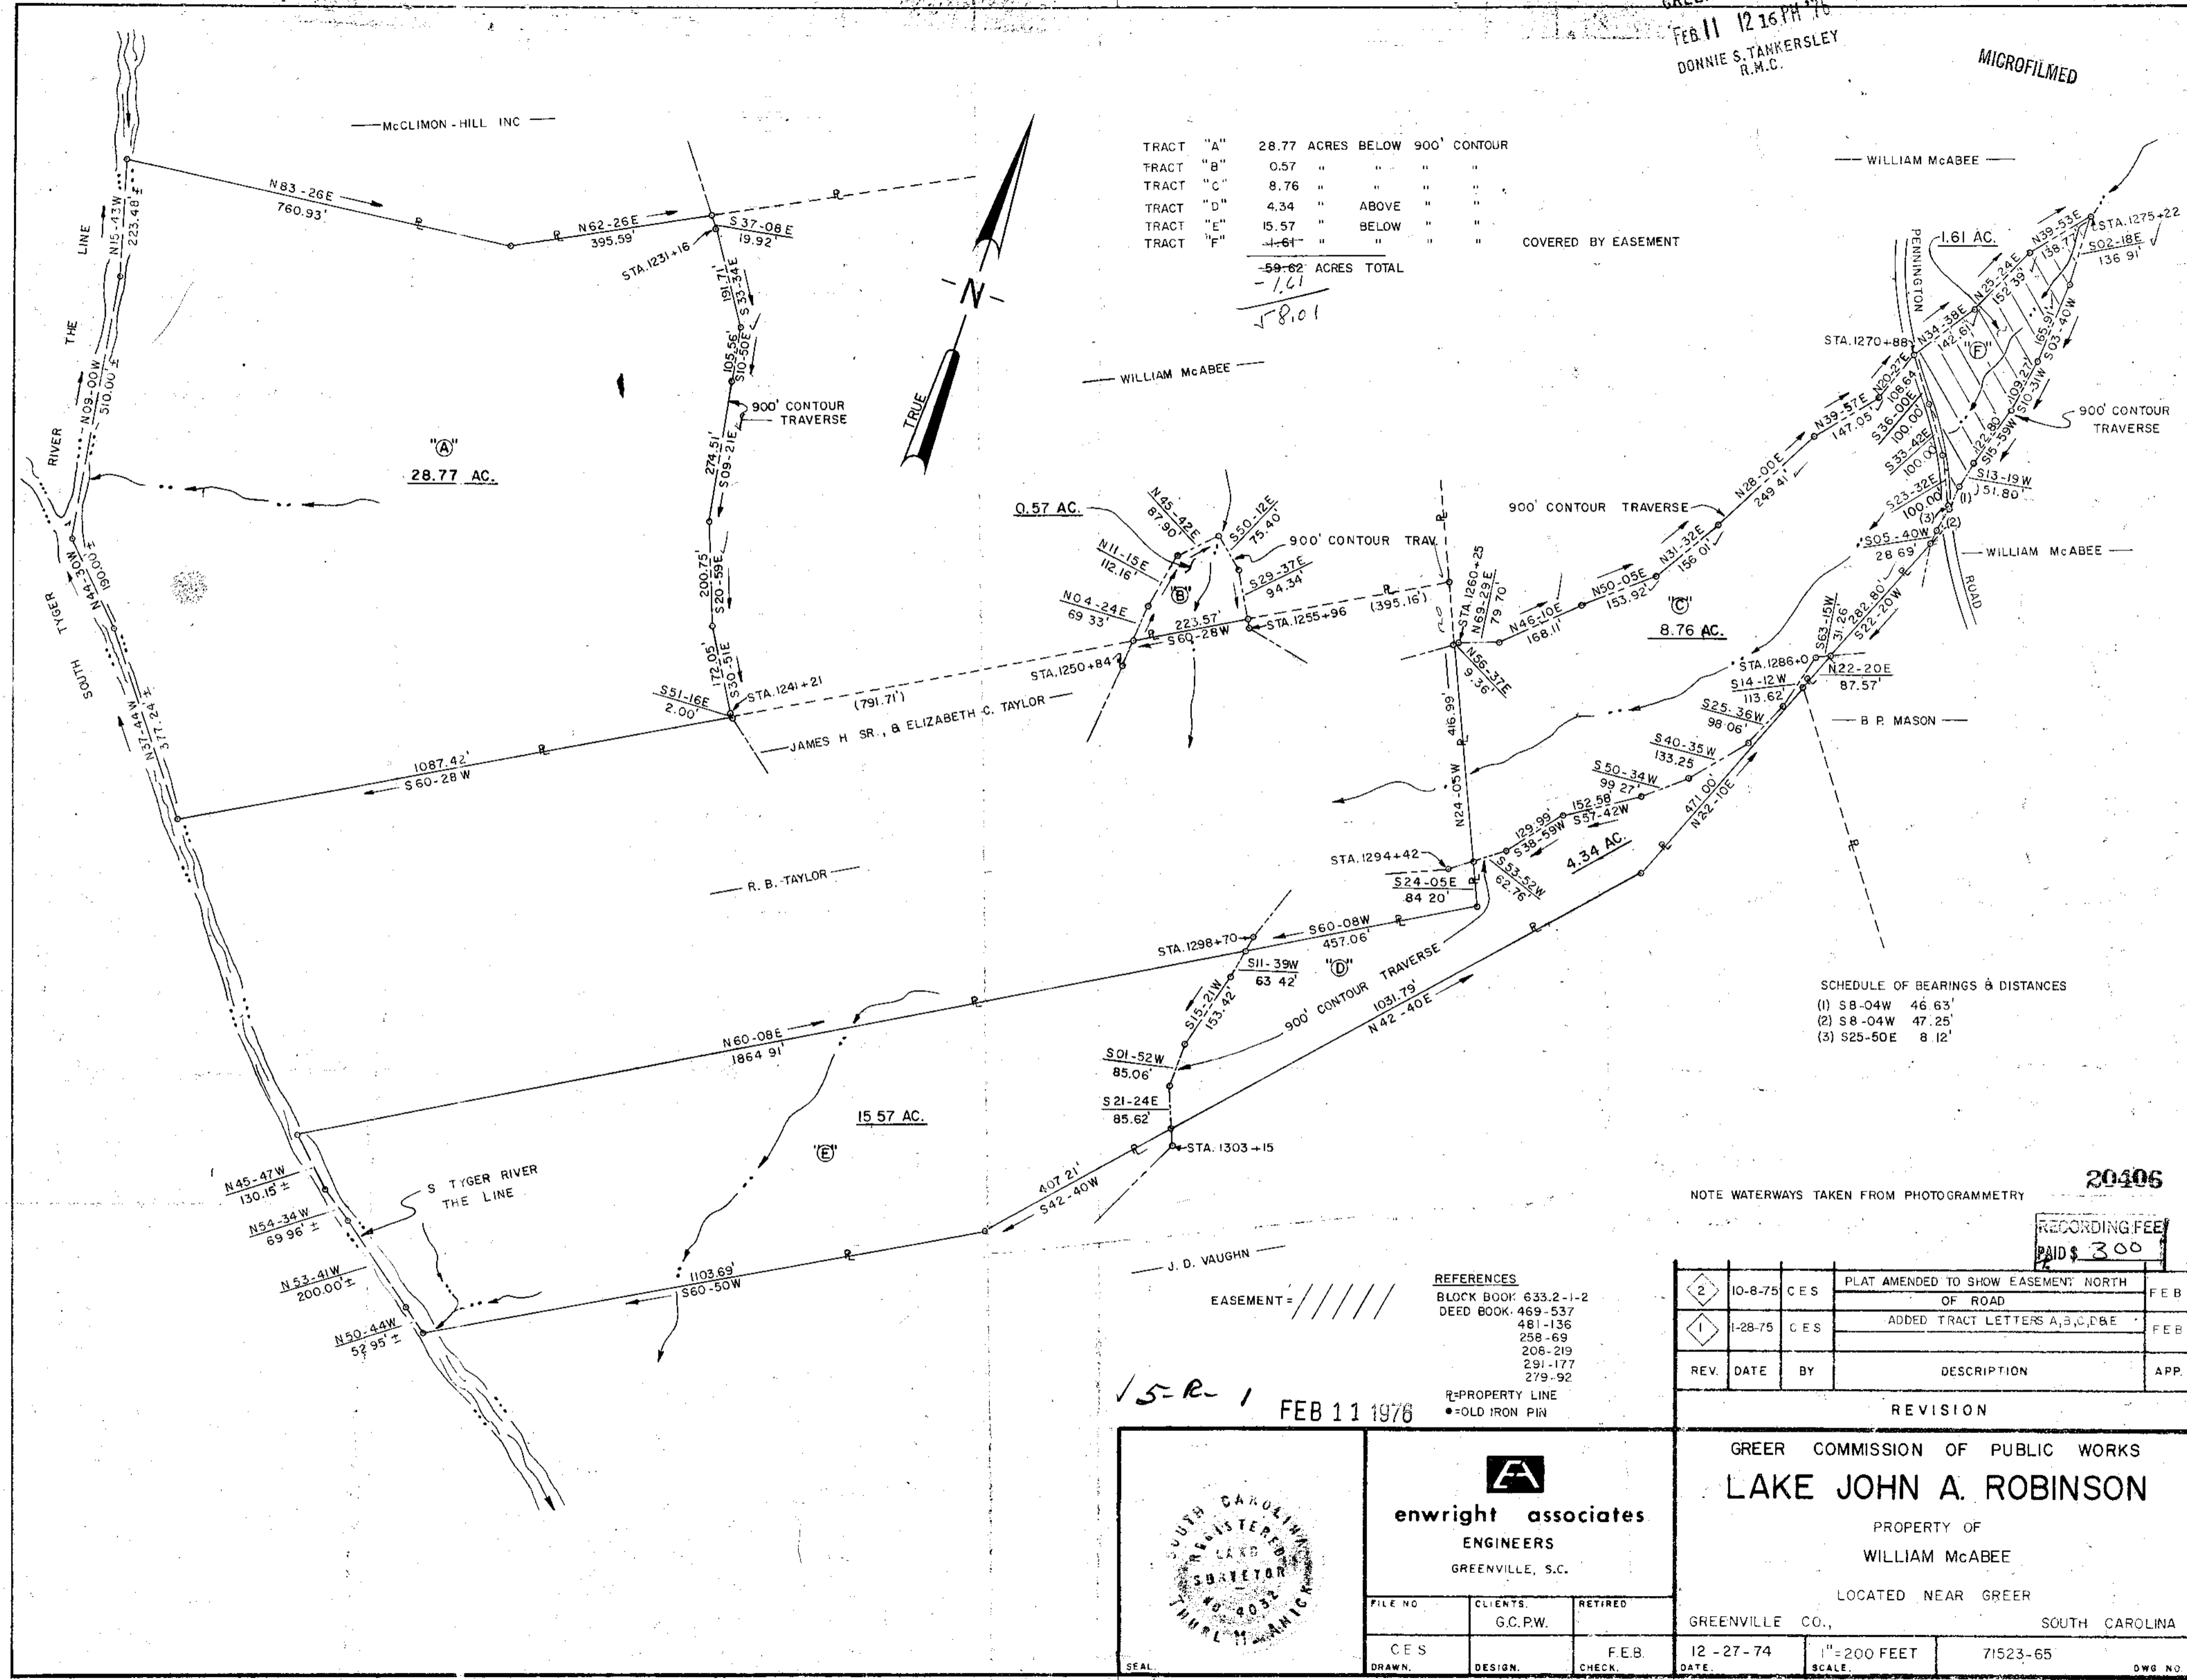 FEB 11 12 16 PM '76
DONNIE S. TANKERSLEY
R.M.C.
MICROFILMED
McCLIMON - HILL INC
TRACT "A" 28.77 ACRES BELOW 900' CONTOUR
TRACT "B" 0.57 " " " "
TRACT "C" 8.76 " " " "
TRACT "D" 4.34 " ABOVE " "
TRACT "E" 15.57 " BELOW " "
TRACT "F" 1.61 " " " " COVERED BY EASEMENT
59.62 ACRES TOTAL
- 1.61
58.01
WILLIAM McABEE
N83-26E
760.93'
N62-26E
395.59'
S 37-08E
19.92'
STA. 1231+16
N15-43W
223.48' ±
RIVER THE LINE
N09-00W
510.00' ±
191.71'
S33-34E
105.56'
S10-50E
900' CONTOUR
TRAVERSE
274.51'
S09-21E
200.75'
S20-59E
172.05'
S30-51E
"A"
28.77 AC.
TRUE
-N-
WILLIAM McABEE
1.61 AC.
N39-53E
138.77'
STA. 1275+22
S02-18E
136 91'
N25-24E
152.39'
N34-38E
142.61'
"F"
165.91'
S03-40W
109.27'
S10-31W
900' CONTOUR
TRAVERSE
122.80'
S15-59W
S13-19W
51.80'
(1)
(2)
(3)
PENNINGTON
ROAD
STA. 1270+88
N20-27E
108.64
S36-00E
100.00'
S33-42E
100.00'
S23-32E
100.00'
S05-40W
28 69'
WILLIAM McABEE
N39-57E
147.05'
N28-00E
249 41'
900' CONTOUR TRAVERSE
N31-32E
156 01'
N50-05E
153.92'
N46-10E
168.11'
N69-29E
79 70'
STA. 1260+25
N56-37E
9.36'
"C"
8.76 AC.
0.57 AC.
N45-42E
87.90'
S50-12E
75.40'
900' CONTOUR TRAV.
N11-15E
112.16'
S29-37E
94.34'
N04-24E
69 33'
"B"
223.57'
S60-28W
STA. 1255+96
(395.16')
STA. 1250+84
S51-16E
2.00'
STA. 1241+21
(791.71')
JAMES H SR., & ELIZABETH C. TAYLOR
1087.42'
S60-28 W
N44-30W
190.00' ±
SOUTH TYGER
N37-44W
377.24 ±
282.80'
S22-20W
S63-15W
31.26
STA. 1286+0
N22-20E
87.57'
S14-12W
113.62'
S25-36W
98.06'
B P. MASON
S40-35W
133.25
S 50-34W
99 27'
152.58'
S57-42W
129.99'
S38-59W
471.00'
N22-10E
4.34 AC.
416.99'
N24-05W
STA. 1294+42
S24-05E
84 20'
S53-52W
62.76'
R. B. TAYLOR
S60-08W
457.06'
STA. 1298+70
S11-39W
63 42'
"D"
S15-21W
153.42'
900' CONTOUR TRAVERSE
1031.79'
N42-40E
N60-08E
1864 91'
S01-52W
85.06'
S21-24E
85.62'
STA. 1303+15
15 57 AC.
"E"
SCHEDULE OF BEARINGS & DISTANCES
(1) S8-04W 46 63'
(2) S8-04W 47.25'
(3) S25-50E 8.12'
N45-47W
130.15' ±
S TYGER RIVER
THE LINE
N54-34W
69 96' ±
N53-41W
200.00' ±
N50-44W
52 95' ±
407 21'
S42-40W
1103.69'
S60-50W
J. D. VAUGHN
NOTE WATERWAYS TAKEN FROM PHOTOGRAMMETRY
20406
RECORDING FEE
PAID $ 3 00
EASEMENT =
REFERENCES
BLOCK BOOK 633.2-1-2
DEED BOOK 469-537
481-136
258-69
208-219
291-177
279-92
PL=PROPERTY LINE
●=OLD IRON PIN
√ 5-R- 1
FEB 11 1976
2 10-8-75 CES PLAT AMENDED TO SHOW EASEMENT NORTH OF ROAD FEB
1 1-28-75 CES ADDED TRACT LETTERS A,B,C,D&E FEB
REV. DATE BY DESCRIPTION APP.
REVISION
SOUTH CAROLINA
REGISTERED
LAND
SURVEYOR
NO 4032
THURL M. AMICK
SEAL
EA
enwright associates
ENGINEERS
GREENVILLE, S.C.
FILE NO CLIENTS. RETIRED
G.C.P.W.
CES F.E.B.
DRAWN. DESIGN. CHECK.
GREER COMMISSION OF PUBLIC WORKS
LAKE JOHN A. ROBINSON
PROPERTY OF
WILLIAM McABEE
LOCATED NEAR GREER
GREENVILLE CO., SOUTH CAROLINA
12-27-74 1"=200 FEET 71523-65
DATE. SCALE. DWG NO.